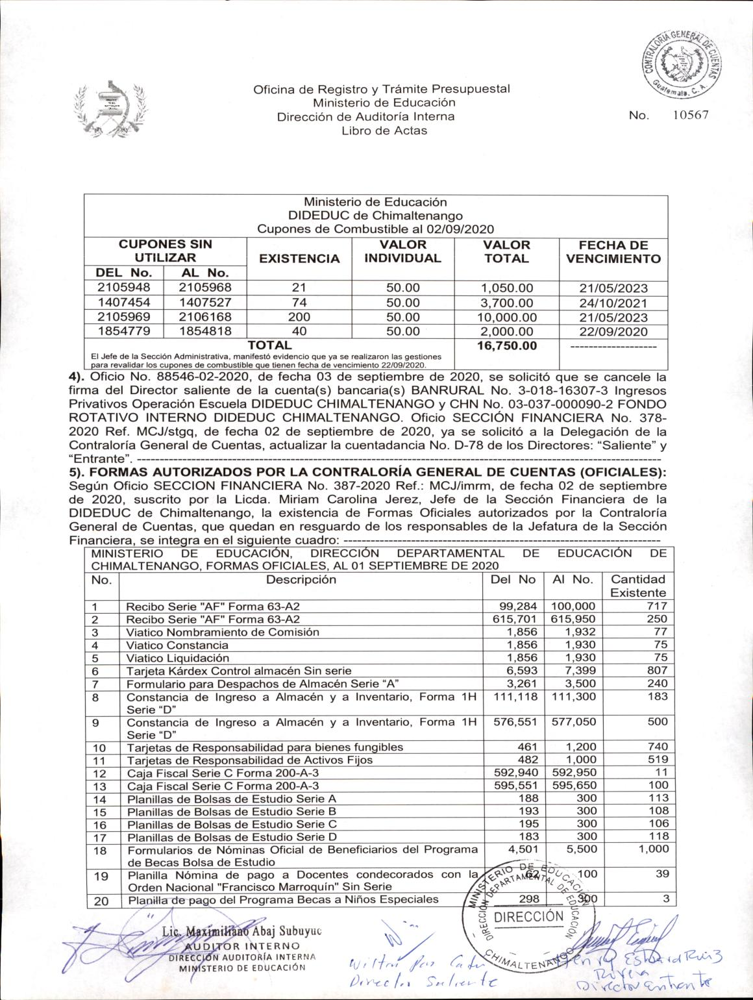 CONTRALORÍA GENERAL DE CUENTAS
Guatemala, C. A.
Oficina de Registro y Trámite Presupuestal
Ministerio de Educación
Dirección de Auditoría Interna
Libro de Actas
No. 10567
Ministerio de Educación
DIDEDUC de Chimaltenango
Cupones de Combustible al 02/09/2020
CUPONES SIN UTILIZAR EXISTENCIA VALOR INDIVIDUAL VALOR TOTAL FECHA DE VENCIMIENTO
DEL No. AL No.
2105948 2105968 21 50.00 1,050.00 21/05/2023
1407454 1407527 74 50.00 3,700.00 24/10/2021
2105969 2106168 200 50.00 10,000.00 21/05/2023
1854779 1854818 40 50.00 2,000.00 22/09/2020
TOTAL 16,750.00 -------------------
El Jefe de la Sección Administrativa, manifestó evidencio que ya se realizaron las gestiones
para revalidar los cupones de combustible que tienen fecha de vencimiento 22/09/2020.
4). Oficio No. 88546-02-2020, de fecha 03 de septiembre de 2020, se solicitó que se cancele la
firma del Director saliente de la cuenta(s) bancaria(s) BANRURAL No. 3-018-16307-3 Ingresos
Privativos Operación Escuela DIDEDUC CHIMALTENANGO y CHN No. 03-037-000090-2 FONDO
ROTATIVO INTERNO DIDEDUC CHIMALTENANGO. Oficio SECCIÓN FINANCIERA No. 378-
2020 Ref. MCJ/stgq, de fecha 02 de septiembre de 2020, ya se solicitó a la Delegación de la
Contraloría General de Cuentas, actualizar la cuentadancia No. D-78 de los Directores: “Saliente” y
“Entrante”. ----------------------------------------------------------------
5). FORMAS AUTORIZADOS POR LA CONTRALORÍA GENERAL DE CUENTAS (OFICIALES):
Según Oficio SECCION FINANCIERA No. 387-2020 Ref.: MCJ/imrm, de fecha 02 de septiembre
de 2020, suscrito por la Licda. Miriam Carolina Jerez, Jefe de la Sección Financiera de la
DIDEDUC de Chimaltenango, la existencia de Formas Oficiales autorizados por la Contraloría
General de Cuentas, que quedan en resguardo de los responsables de la Jefatura de la Sección
Financiera, se integra en el siguiente cuadro: ----------------------------------------
MINISTERIO DE EDUCACIÓN, DIRECCIÓN DEPARTAMENTAL DE EDUCACIÓN DE
CHIMALTENANGO, FORMAS OFICIALES, AL 01 SEPTIEMBRE DE 2020
No. Descripción Del No Al No. Cantidad Existente
1 Recibo Serie "AF" Forma 63-A2 99,284 100,000 717
2 Recibo Serie "AF" Forma 63-A2 615,701 615,950 250
3 Viatico Nombramiento de Comisión 1,856 1,932 77
4 Viatico Constancia 1,856 1,930 75
5 Viatico Liquidación 1,856 1,930 75
6 Tarjeta Kárdex Control almacén Sin serie 6,593 7,399 807
7 Formulario para Despachos de Almacén Serie “A” 3,261 3,500 240
8 Constancia de Ingreso a Almacén y a Inventario, Forma 1H 111,118 111,300 183
Serie “D”
9 Constancia de Ingreso a Almacén y a Inventario, Forma 1H 576,551 577,050 500
Serie “D”
10 Tarjetas de Responsabilidad para bienes fungibles 461 1,200 740
11 Tarjetas de Responsabilidad de Activos Fijos 482 1,000 519
12 Caja Fiscal Serie C Forma 200-A-3 592,940 592,950 11
13 Caja Fiscal Serie C Forma 200-A-3 595,551 595,650 100
14 Planillas de Bolsas de Estudio Serie A 188 300 113
15 Planillas de Bolsas de Estudio Serie B 193 300 108
16 Planillas de Bolsas de Estudio Serie C 195 300 106
17 Planillas de Bolsas de Estudio Serie D 183 300 118
18 Formularios de Nóminas Oficial de Beneficiarios del Programa 4,501 5,500 1,000
de Becas Bolsa de Estudio
19 Planilla Nómina de pago a Docentes condecorados con la 62 100 39
Orden Nacional "Francisco Marroquín" Sin Serie
20 Planilla de pago del Programa Becas a Niños Especiales 298 300 3
MINISTERIO DE EDUCACIÓN
DIRECCIÓN DEPARTAMENTAL DE EDUCACIÓN
DIRECCIÓN
CHIMALTENANGO
Lic. Maximiliano Abaj Subuyuc
AUDITOR INTERNO
DIRECCIÓN AUDITORÍA INTERNA
MINISTERIO DE EDUCACIÓN
Director Saliente
Henry Estuardo Ruiz
Rivera
Director Entrante